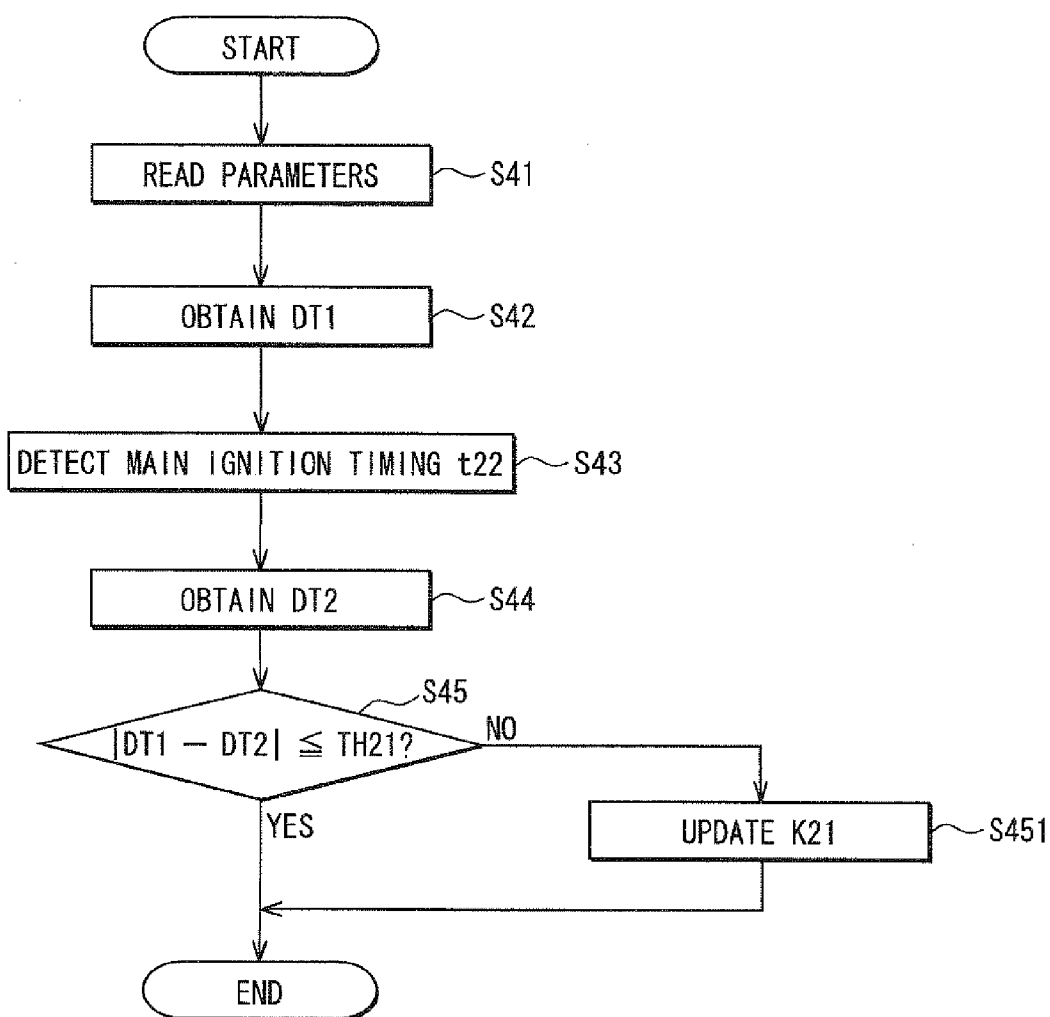 START
READ PARAMETERS
S41
OBTAIN DT1
S42
DETECT MAIN IGNITION TIMING t22
S43
OBTAIN DT2
S44
S45
|DT1 − DT2| ≦ TH21?
NO
YES
UPDATE K21
S451
END